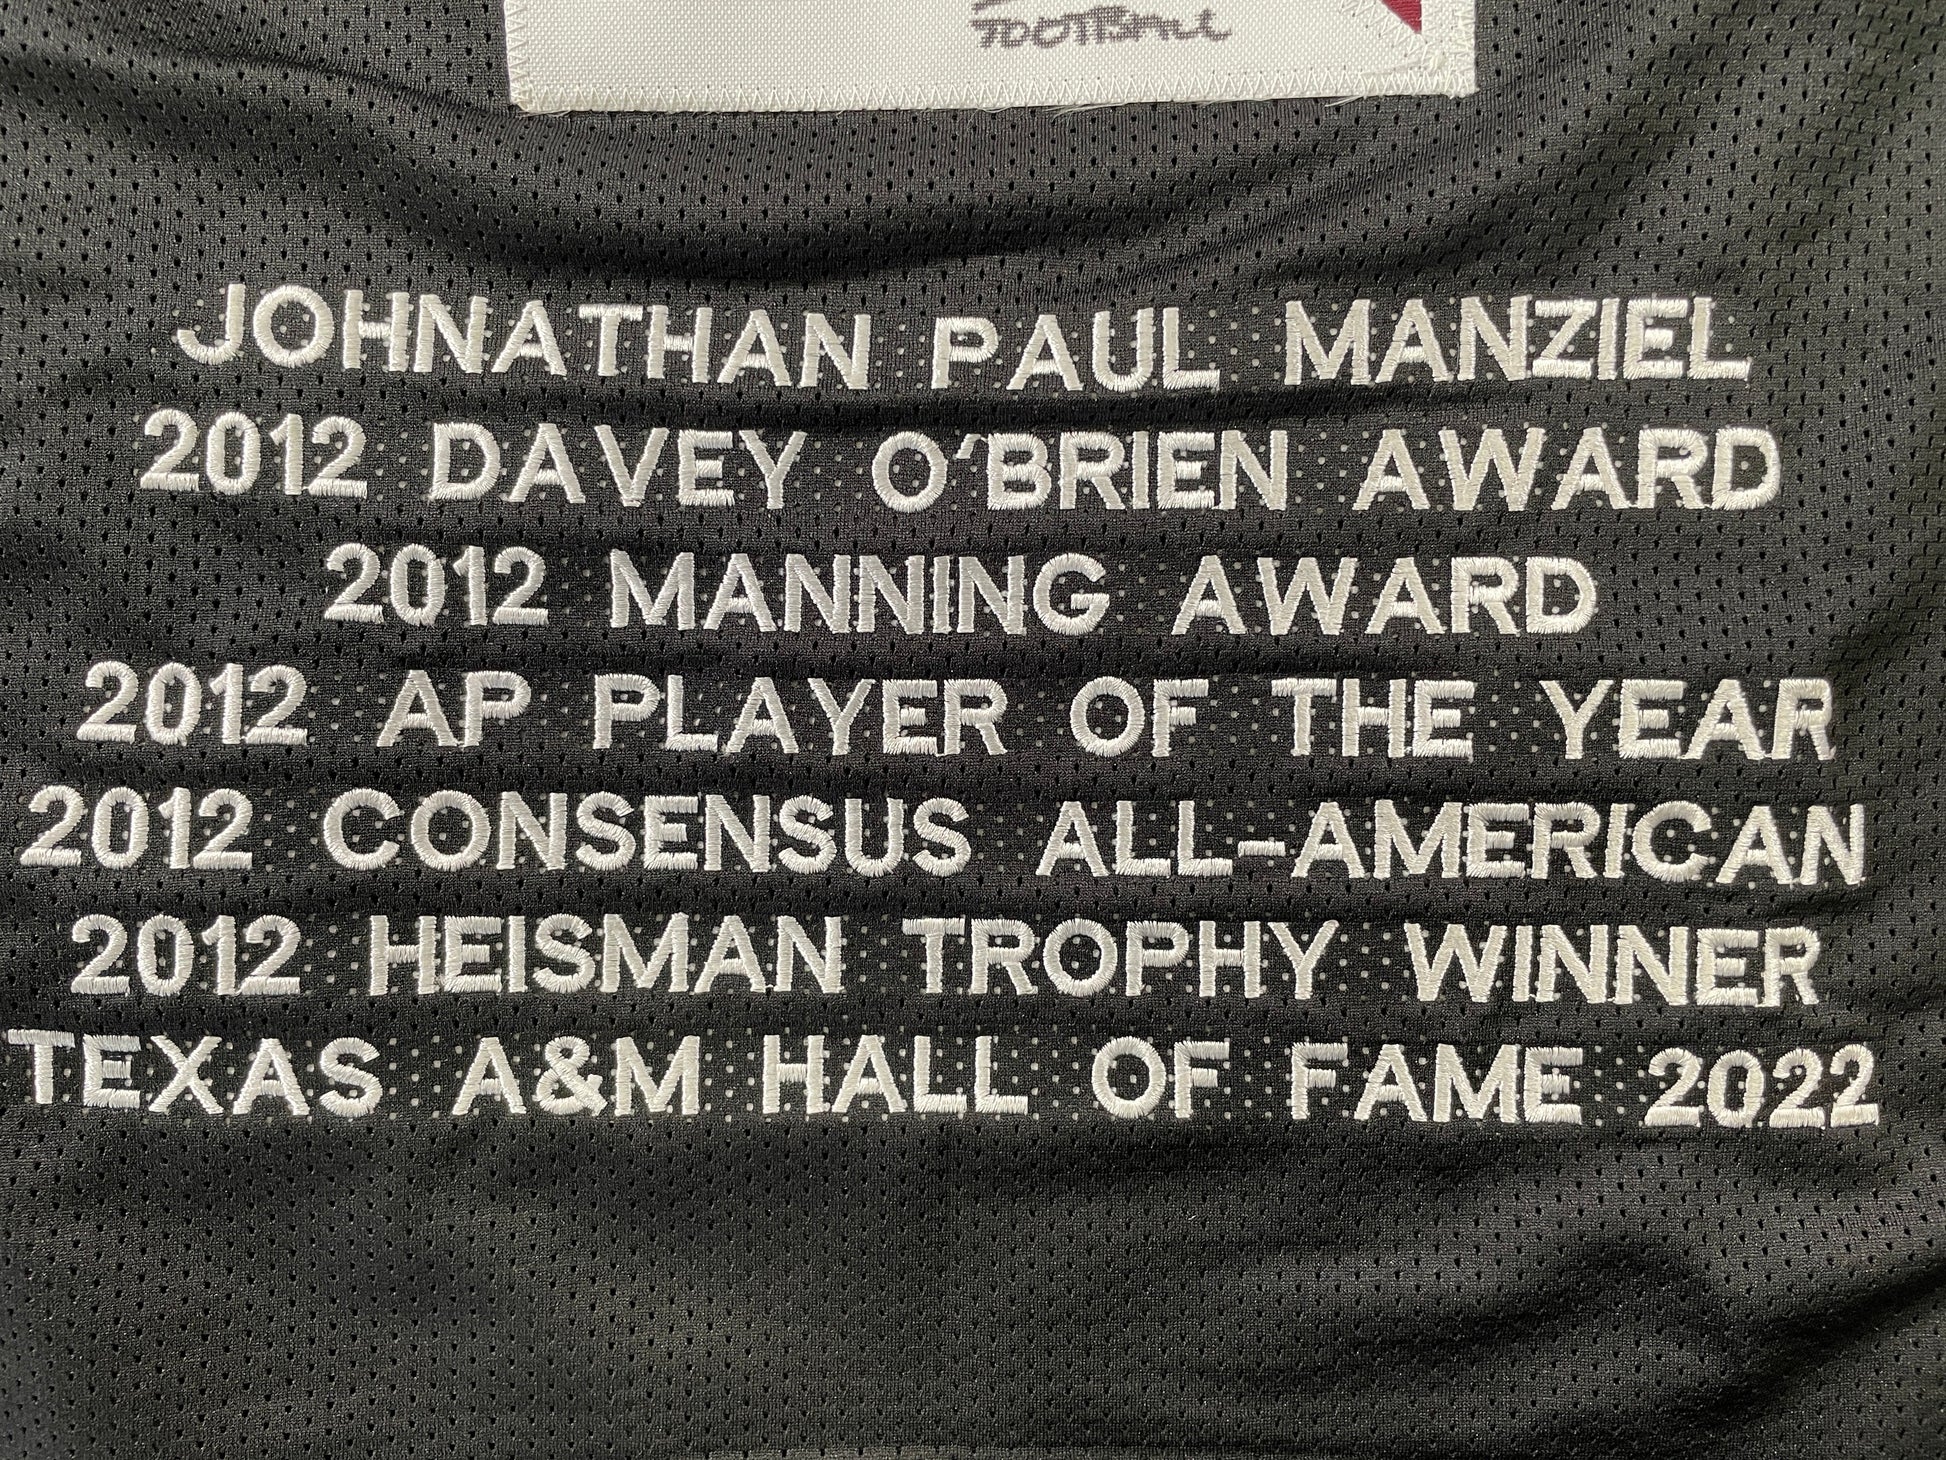 FOOTBALL
JOHNATHAN PAUL MANZIEL
2012 DAVEY O'BRIEN AWARD
2012 MANNING AWARD
2012 AP PLAYER OF THE YEAR
2012 CONSENSUS ALL-AMERICAN
2012 HEISMAN TROPHY WINNER
TEXAS A&M HALL OF FAME 2022